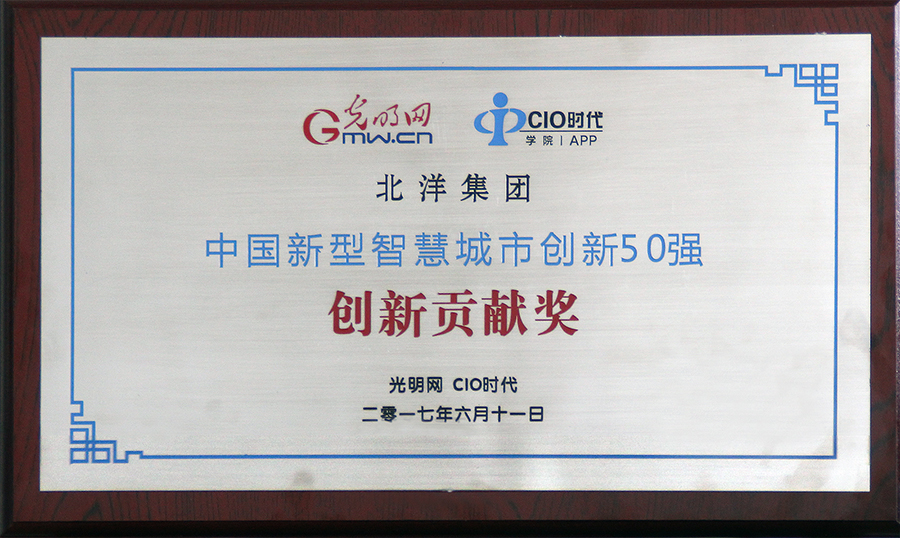 光明网 CIO时代
Gmw.cn 学院 | APP
北洋集团
中国新型智慧城市创新50强
创新贡献奖
光明网 CIO时代
二零一七年六月十一日